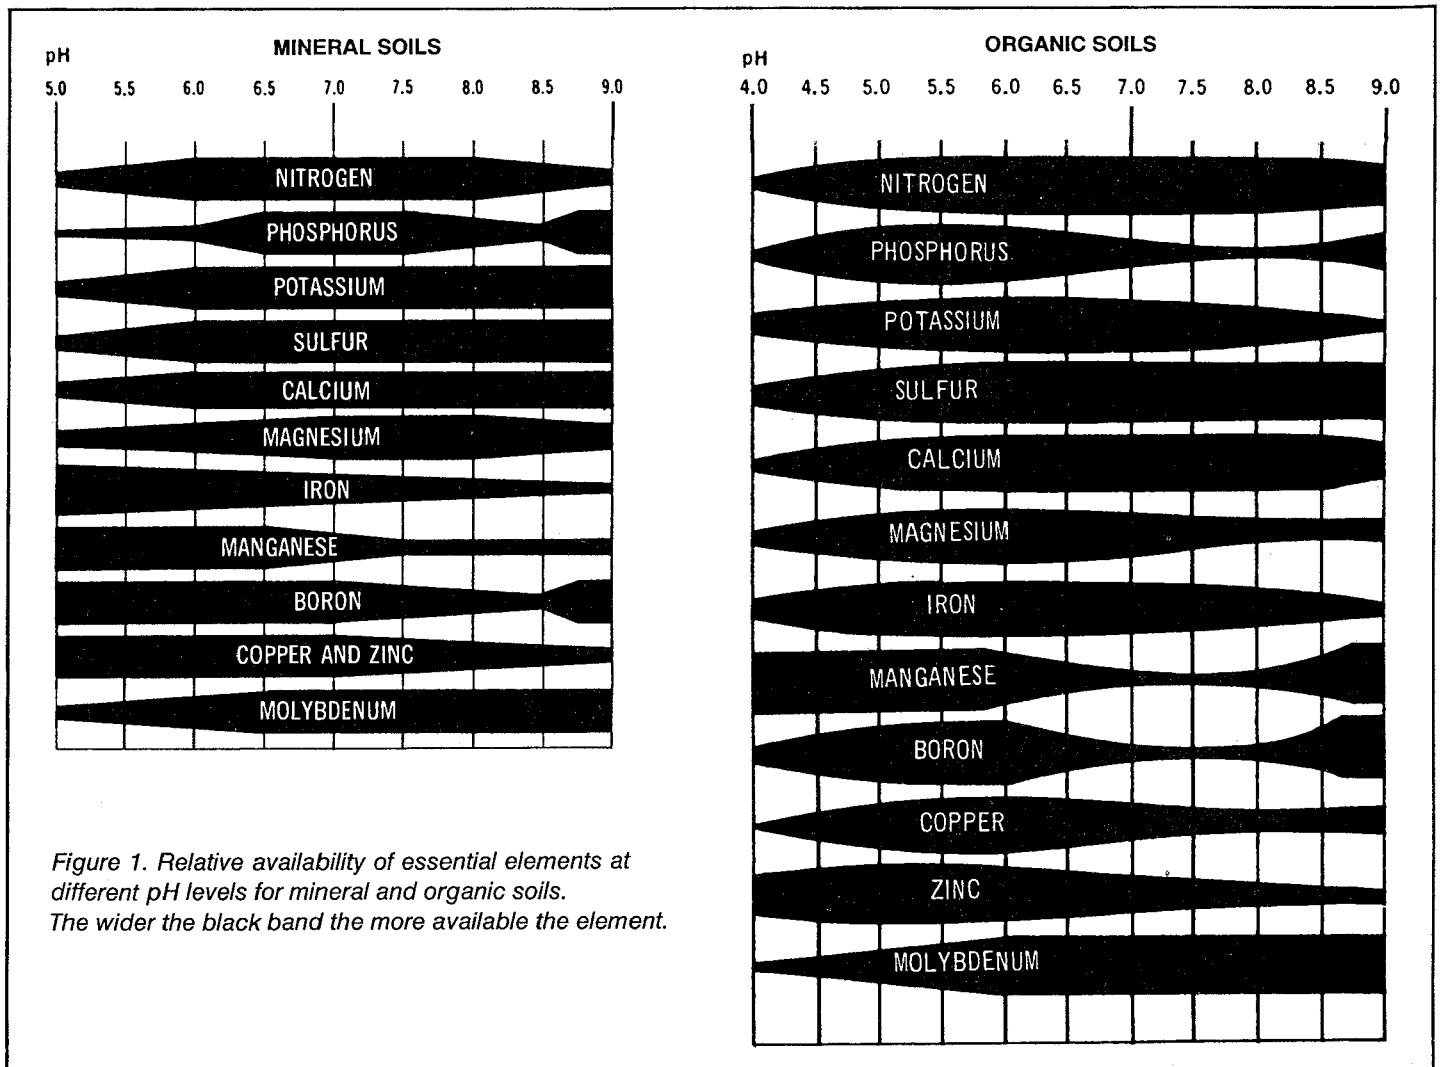 MINERAL SOILS
pH
5.0 5.5 6.0 6.5 7.0 7.5 8.0 8.5 9.0
NITROGEN
PHOSPHORUS
POTASSIUM
SULFUR
CALCIUM
MAGNESIUM
IRON
MANGANESE
BORON
COPPER AND ZINC
MOLYBDENUM
Figure 1. Relative availability of essential elements at
different pH levels for mineral and organic soils.
The wider the black band the more available the element.
ORGANIC SOILS
pH
4.0 4.5 5.0 5.5 6.0 6.5 7.0 7.5 8.0 8.5 9.0
NITROGEN
PHOSPHORUS
POTASSIUM
SULFUR
CALCIUM
MAGNESIUM
IRON
MANGANESE
BORON
COPPER
ZINC
MOLYBDENUM